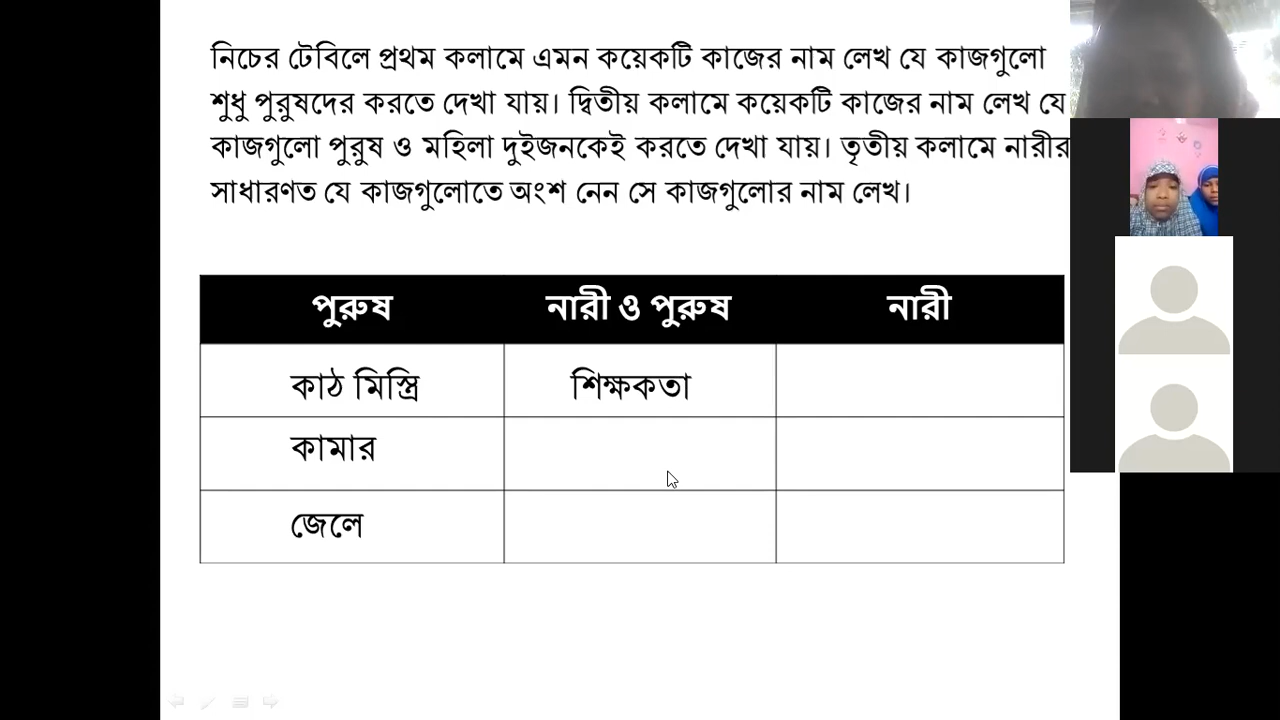 নিচের টেবিলে প্রথম কলামে এমন কয়েকটি কাজের নাম লেখ যে কাজগুলো
শুধু পুরুষদের করতে দেখা যায়। দ্বিতীয় কলামে কয়েকটি কাজের নাম লেখ যে
কাজগুলো পুরুষ ও মহিলা দুইজনকেই করতে দেখা যায়। তৃতীয় কলামে নারীর
সাধারণত যে কাজগুলোতে অংশ নেন সে কাজগুলোর নাম লেখ।
পুরুষ নারী ও পুরুষ নারী
কাঠ মিস্ত্রি শিক্ষকতা
কামার
জেলে